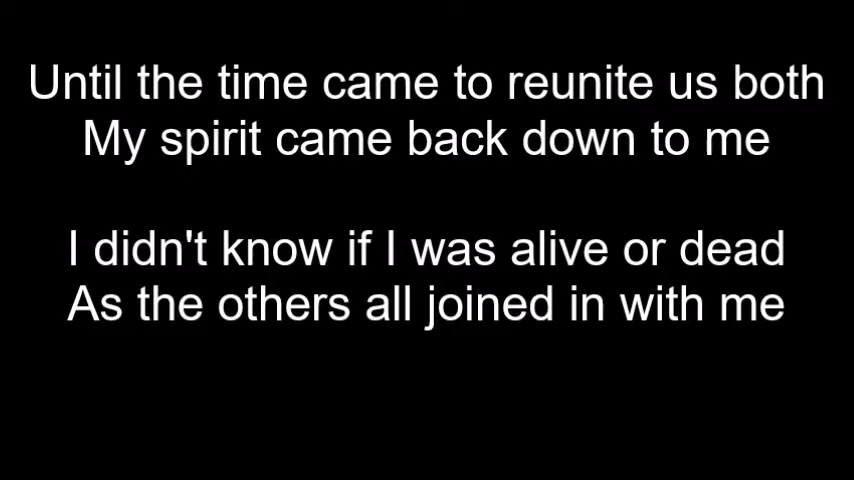 Until the time came to reunite us both
My spirit came back down to me
I didn't know if I was alive or dead
As the others all joined in with me